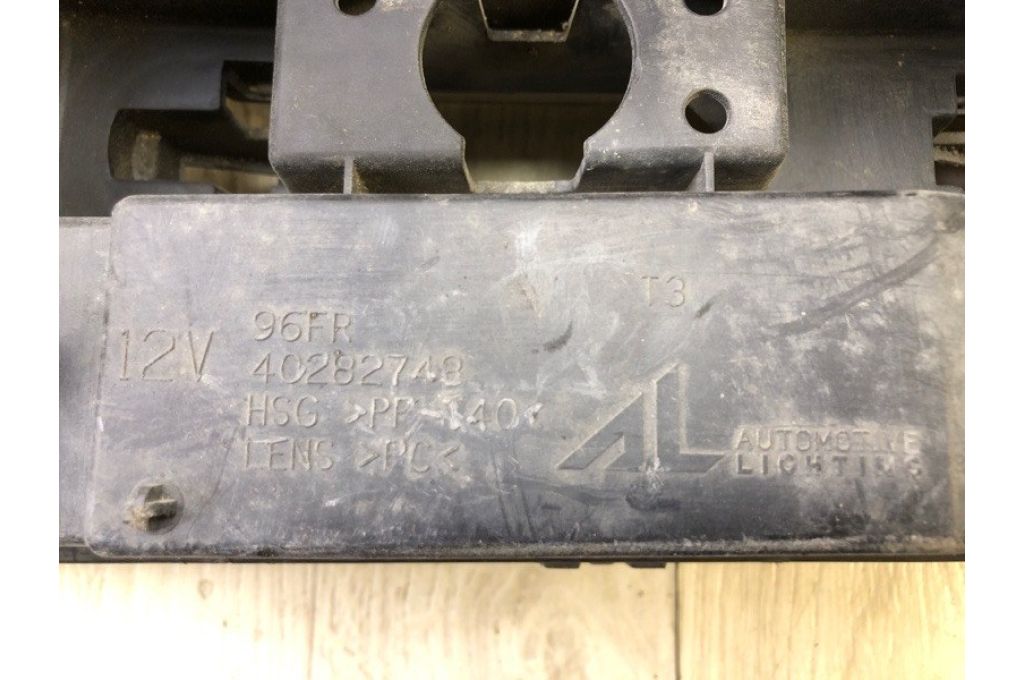 T3
12V
96FR
40282748
HSG >PP-T40<
LENS >PC<
AL
AUTOMOTIVE
LIGHTING